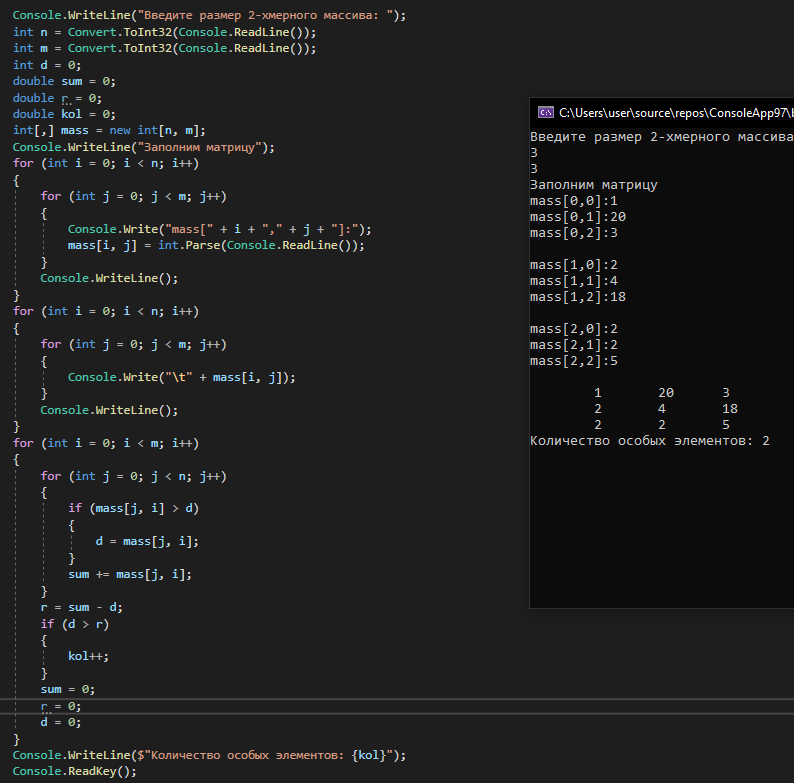 Console.WriteLine("Введите размер 2-хмерного массива: ");
int n = Convert.ToInt32(Console.ReadLine());
int m = Convert.ToInt32(Console.ReadLine());
int d = 0;
double sum = 0;
double r = 0;
double kol = 0;
int[,] mass = new int[n, m];
Console.WriteLine("Заполним матрицу");
for (int i = 0; i < n; i++)
{
for (int j = 0; j < m; j++)
{
Console.Write("mass[" + i + "," + j + "]:");
mass[i, j] = int.Parse(Console.ReadLine());
}
Console.WriteLine();
}
for (int i = 0; i < n; i++)
{
for (int j = 0; j < m; j++)
{
Console.Write("\t" + mass[i, j]);
}
Console.WriteLine();
}
for (int i = 0; i < m; i++)
{
for (int j = 0; j < n; j++)
{
if (mass[j, i] > d)
{
d = mass[j, i];
}
sum += mass[j, i];
}
r = sum - d;
if (d > r)
{
kol++;
}
sum = 0;
r = 0;
d = 0;
}
Console.WriteLine($"Количество особых элементов: {kol}");
Console.ReadKey();
C:\Users\user\source\repos\ConsoleApp97\b
Введите размер 2-хмерного массива
3
3
Заполним матрицу
mass[0,0]:1
mass[0,1]:20
mass[0,2]:3
mass[1,0]:2
mass[1,1]:4
mass[1,2]:18
mass[2,0]:2
mass[2,1]:2
mass[2,2]:5
1 20 3
2 4 18
2 2 5
Количество особых элементов: 2